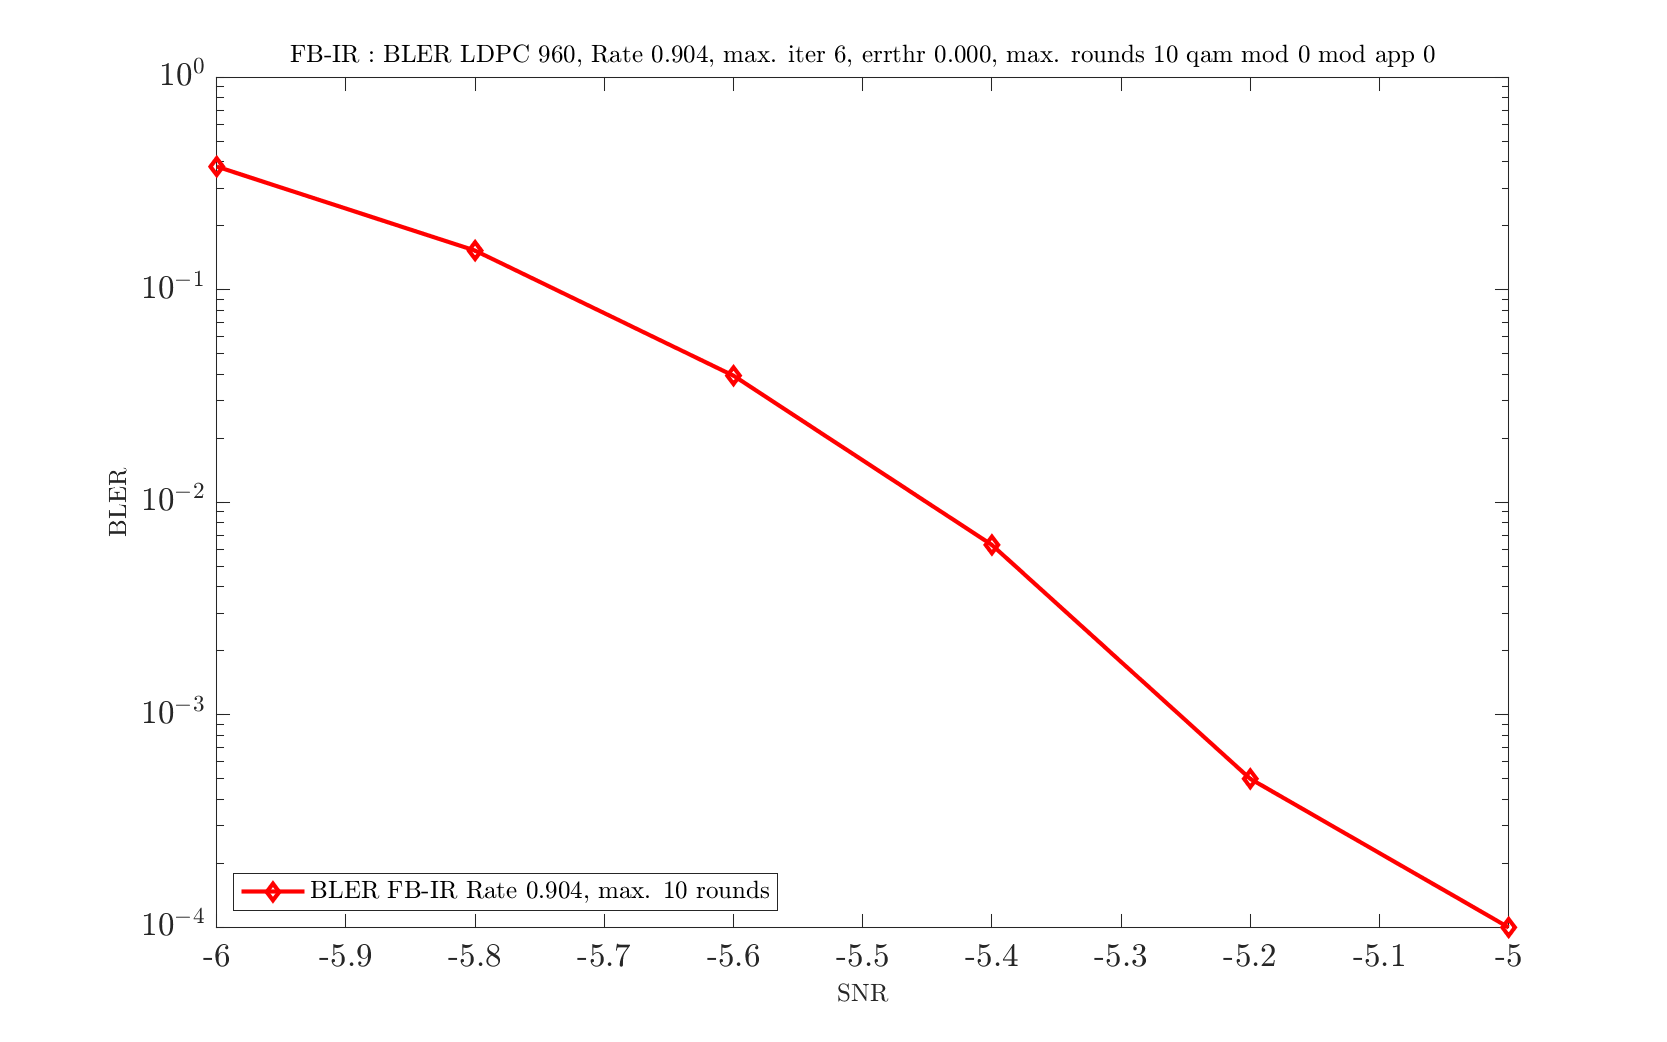 FB-IR : BLER LDPC 960, Rate 0.904, max. iter 6, errthr 0.000, max. rounds 10 qam mod 0 mod app 0
10^0
10^-1
10^-2
10^-3
10^-4
BLER
BLER FB-IR Rate 0.904, max. 10 rounds
-6 -5.9 -5.8 -5.7 -5.6 -5.5 -5.4 -5.3 -5.2 -5.1 -5
SNR